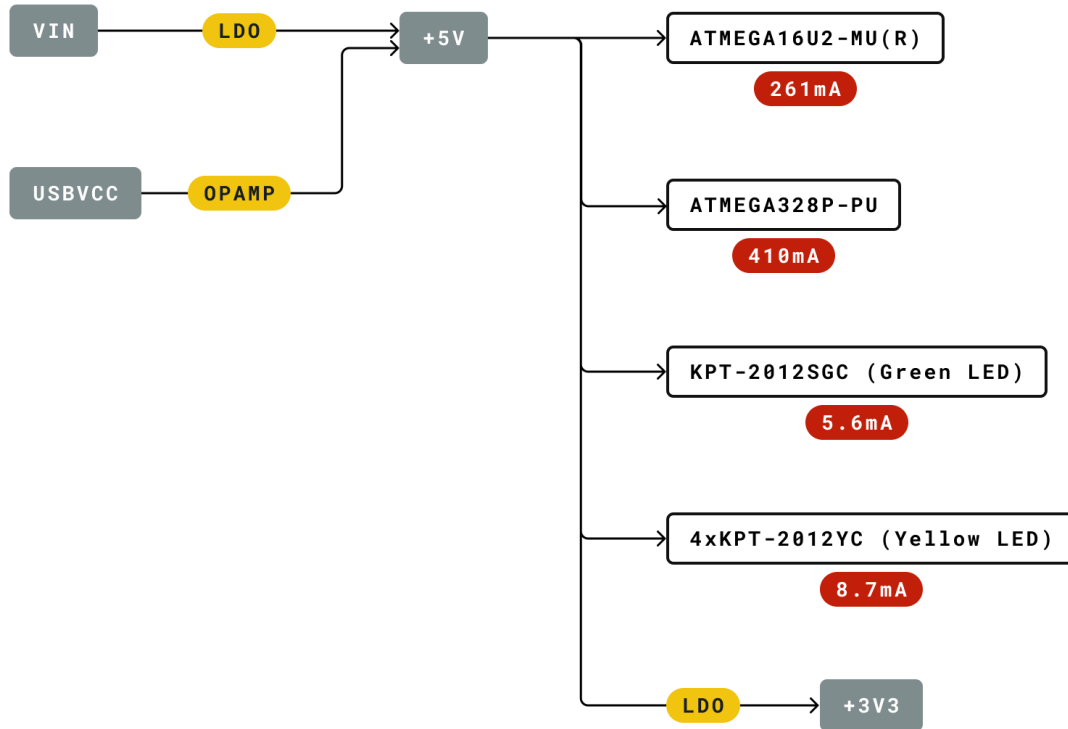 VIN
LDO
+5V
ATMEGA16U2-MU(R)
261mA
USBVCC
OPAMP
ATMEGA328P-PU
410mA
KPT-2012SGC (Green LED)
5.6mA
4xKPT-2012YC (Yellow LED)
8.7mA
LDO
+3V3